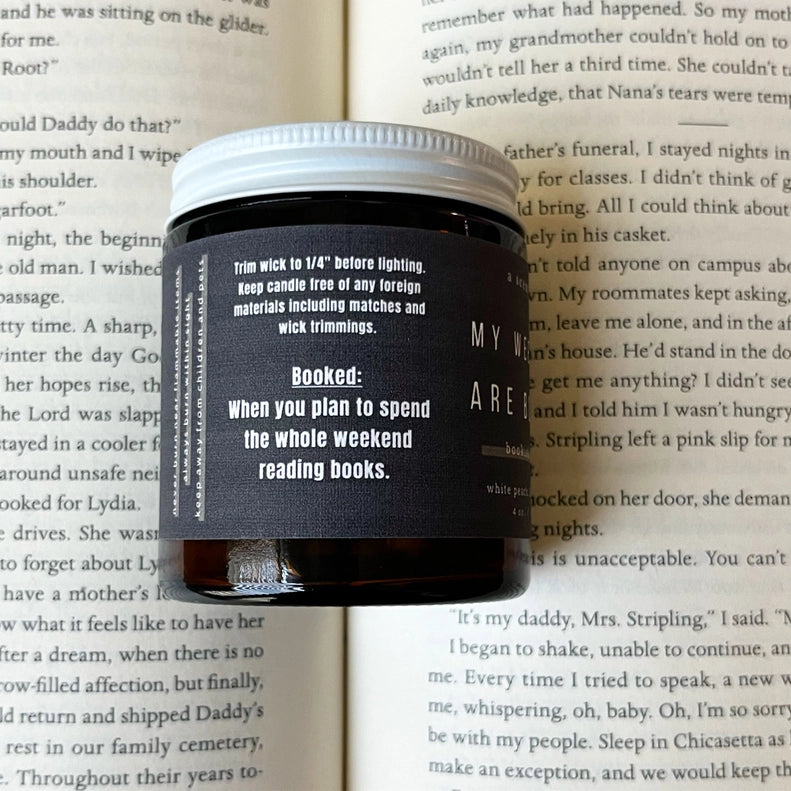 and he was sitting on the glider.
for me.
Root?"
ould Daddy do that?"
my mouth and I wipe
is shoulder.
arfoot."
night, the beginn
old man. I wished
passage.
tty time. A sharp,
winter the day Go
her hopes rise, th
he Lord was slapp
stayed in a cooler f
around unsafe nei
ooked for Lydia.
e drives. She wasn
to forget about Ly
have a mother's l
w what it feels like to have her
fter a dream, when there is no
row-filled affection, but finally,
ld return and shipped Daddy's
rest in our family cemetery,
e. Throughout their years to-
never burn near flammable items
always burn within sight
keep away from children and pets
Trim wick to 1/4" before lighting.
Keep candle free of any foreign
materials including matches and
wick trimmings.
Booked:
When you plan to spend
the whole weekend
reading books.
MY WE
ARE B
white peach
4 oz.
remember what had happened. So my moth
again, my grandmother couldn't hold on to
wouldn't tell her a third time. She couldn't ta
daily knowledge, that Nana's tears were temp
father's funeral, I stayed nights in
y for classes. I didn't think of g
ld bring. All I could think about
ely in his casket.
n't told anyone on campus abo
wn. My roommates kept asking,
m, leave me alone, and in the af
n's house. He'd stand in the do
get me anything? I didn't see
and I told him I wasn't hungry
s. Stripling left a pink slip for m
nocked on her door, she deman
g nights.
is is unacceptable. You can't
"It's my daddy, Mrs. Stripling," I said. "M
I began to shake, unable to continue, an
me. Every time I tried to speak, a new w
me, whispering, oh, baby. Oh, I'm so sorry
be with my people. Sleep in Chicasetta as
make an exception, and we would keep th